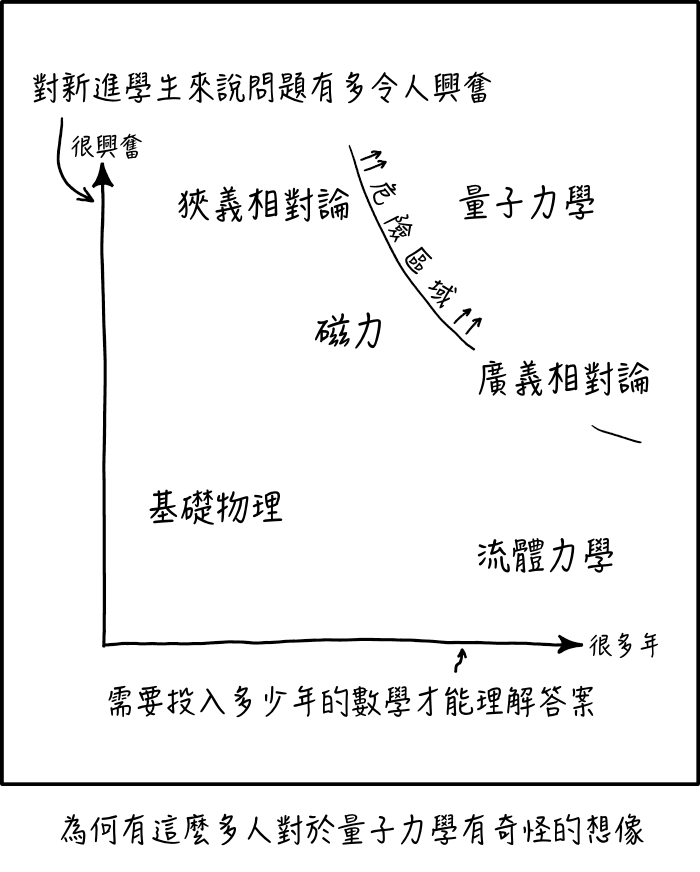 對新進學生來說問題有多令人興奮
很興奮
狹義相對論
危險區域
量子力學
磁力
廣義相對論
基礎物理
流體力學
很多年
需要投入多少年的數學才能理解答案
為何有這麼多人對於量子力學有奇怪的想像